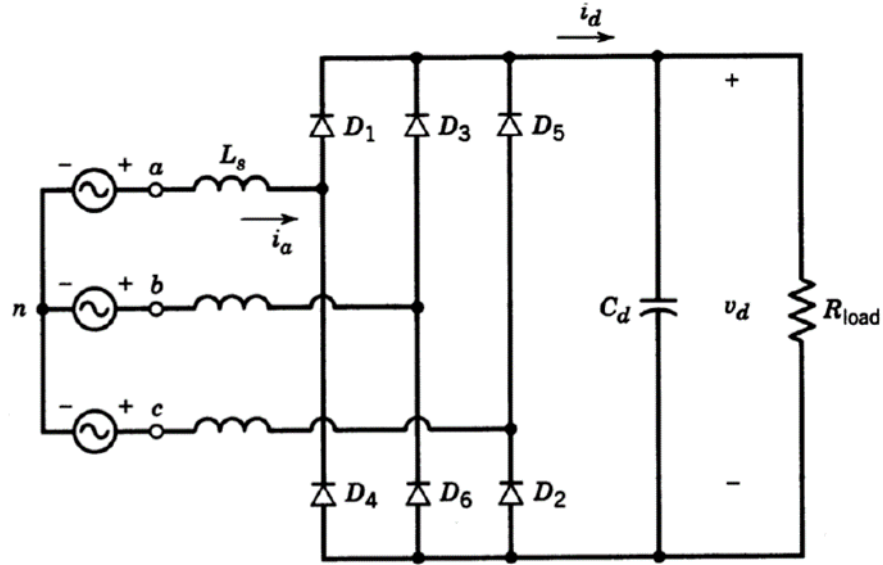 i_d
+
D_1 D_3 D_5
- + a L_s
i_a
- + b
n C_d v_d R_load
- + c
D_4 D_6 D_2 -